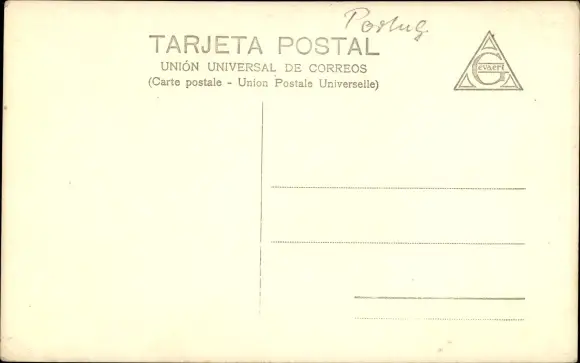 Portug
TARJETA POSTAL
UNIÓN UNIVERSAL DE CORREOS
(Carte postale - Union Postale Universelle)
Gevaert